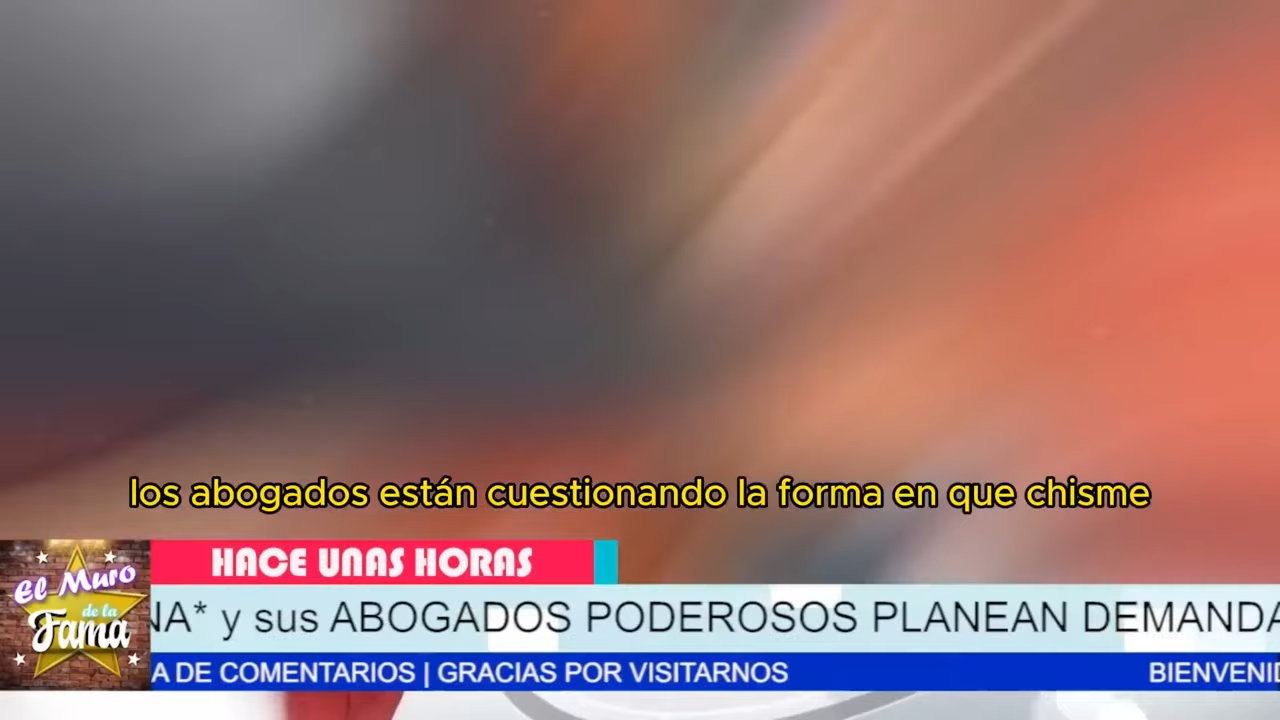 los abogados están cuestionando la forma en que chisme
HACE UNAS HORAS
El Muro
de la
Fama
NA* y sus ABOGADOS PODEROSOS PLANEAN DEMANDA
A DE COMENTARIOS | GRACIAS POR VISITARNOS BIENVENID